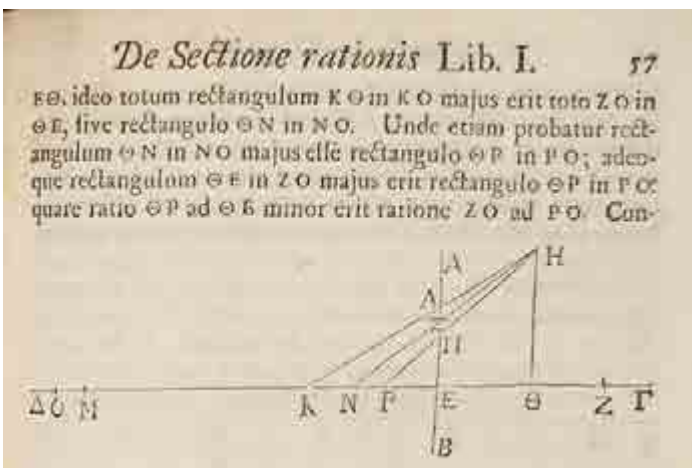 De Sectione rationis Lib. I. 57
ΕΘ, ideo totum rectangulum ΚΘ in ΚΟ majus erit toto ΖΟ in
ΘΕ, sive rectangulo ΘΝ in ΝΟ. Unde etiam probatur rect-
angulum ΘΝ in ΝΟ majus esse rectangulo ΘΡ in ΡΟ; adeo-
que rectangulum ΘΕ in ΖΟ majus erit rectangulo ΘΡ in ΡΟ:
quare ratio ΘΡ ad ΘΕ minor erit ratione ΖΟ ad ΡΟ. Con-
Α Η
Λ
Π
Δ Ο Μ Κ Ν Ρ Ε Θ Ζ Γ
Β